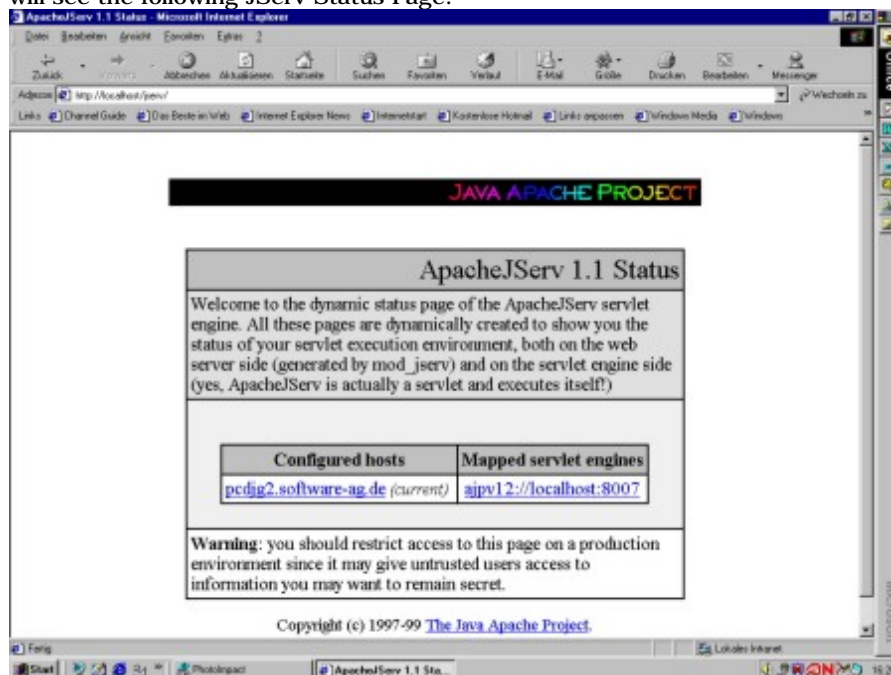 will see the following JServ Status Page:
ApacheJServ 1.1 Status - Microsoft Internet Explorer
Datei Bearbeiten Ansicht Favoriten Extras ?
Zurück Vorwärts Abbrechen Aktualisieren Startseite Suchen Favoriten Verlauf E-Mail Größe Drucken Bearbeiten Messenger
Adresse http://localhost/jserv/ Wechseln zu
Links Channel Guide Das Beste im Web Internet Explorer News Internetstart Kostenlose Hotmail Links anpassen Windows Media Windows
Office
JAVA APACHE PROJECT
ApacheJServ 1.1 Status
Welcome to the dynamic status page of the ApacheJServ servlet
engine. All these pages are dynamically created to show you the
status of your servlet execution environment, both on the web
server side (generated by mod_jserv) and on the servlet engine side
(yes, ApacheJServ is actually a servlet and executes itself!)
Configured hosts Mapped servlet engines
pcdjg2.software-ag.de (current) ajpv12://localhost:8007
Warning: you should restrict access to this page on a production
environment since it may give untrusted users access to
information you may want to remain secret.
Copyright (c) 1997-99 The Java Apache Project.
Fertig Lokales Intranet
Start PhotoImpact ApacheJServ 1.1 Sta...